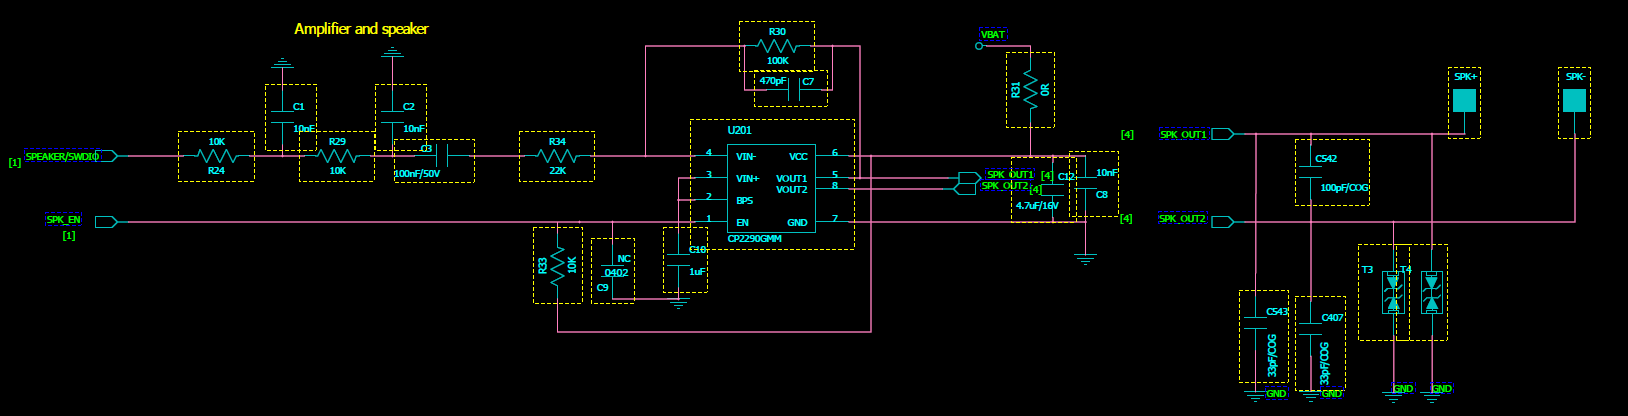 Amplifier and speaker
R30
100K
470pF
C7
VBAT
R31
0R
SPK+
SPK-
C1
10nF
C2
10nF
[1]
SPEAKER/SWDIO
10K
R24
R29
10K
C3
100nF/50V
R34
22K
U201
4
VIN-
VCC
6
3
VIN+
VOUT1
5
VOUT2
8
2
BPS
1
EN
GND
7
CP2290GMM
SPK_OUT1
[4]
SPK_OUT2
[4]
C12
4.7uF/16V
10nF
C8
[4]
SPK_OUT1
[4]
SPK_OUT2
C542
100pF/COG
SPK_EN
[1]
R33
10K
NC
0402
C9
C10
1uF
C543
33pF/COG
GND
C407
33pF/COG
GND
T3
GND
T4
GND